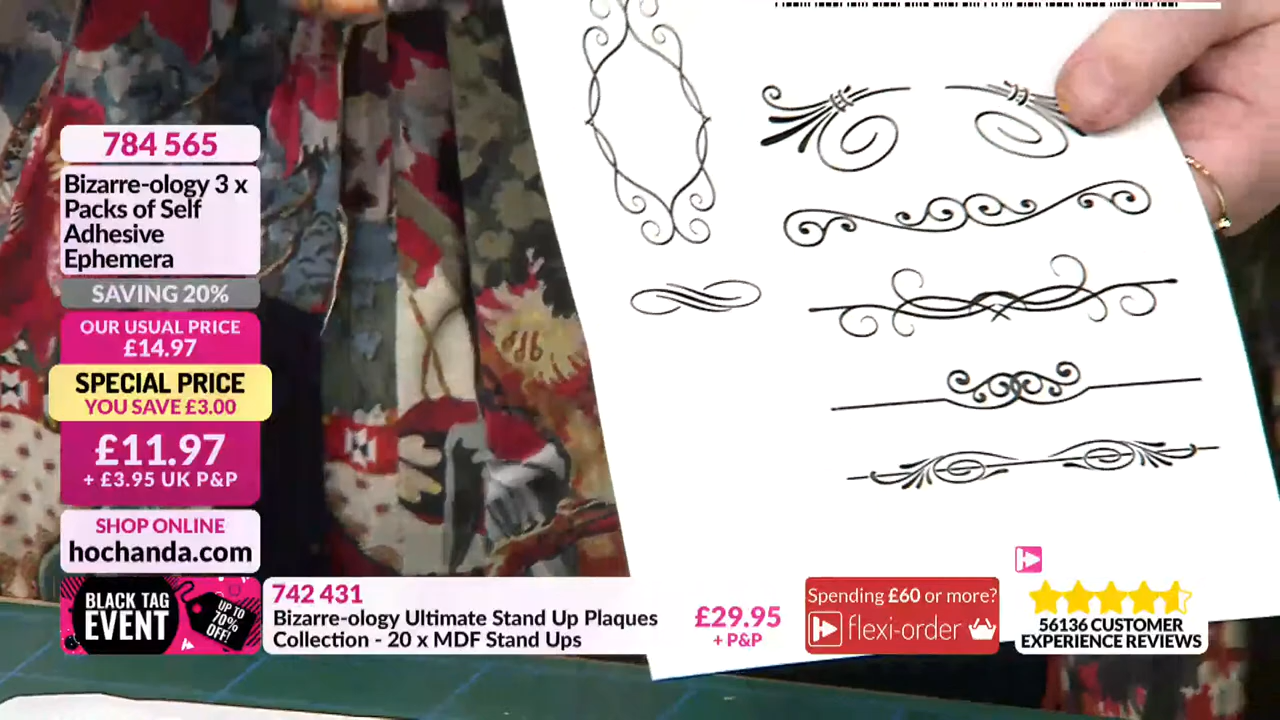 784 565
Bizarre-ology 3 x
Packs of Self
Adhesive
Ephemera
SAVING 20%
OUR USUAL PRICE
£14.97
SPECIAL PRICE
YOU SAVE £3.00
£11.97
+ £3.95 UK P&P
SHOP ONLINE
hochanda.com
BLACK TAG
EVENT
UP TO
70%
OFF!
742 431
Bizarre-ology Ultimate Stand Up Plaques
Collection - 20 x MDF Stand Ups
£29.95
+ P&P
Spending £60 or more?
flexi-order
56136 CUSTOMER
EXPERIENCE REVIEWS